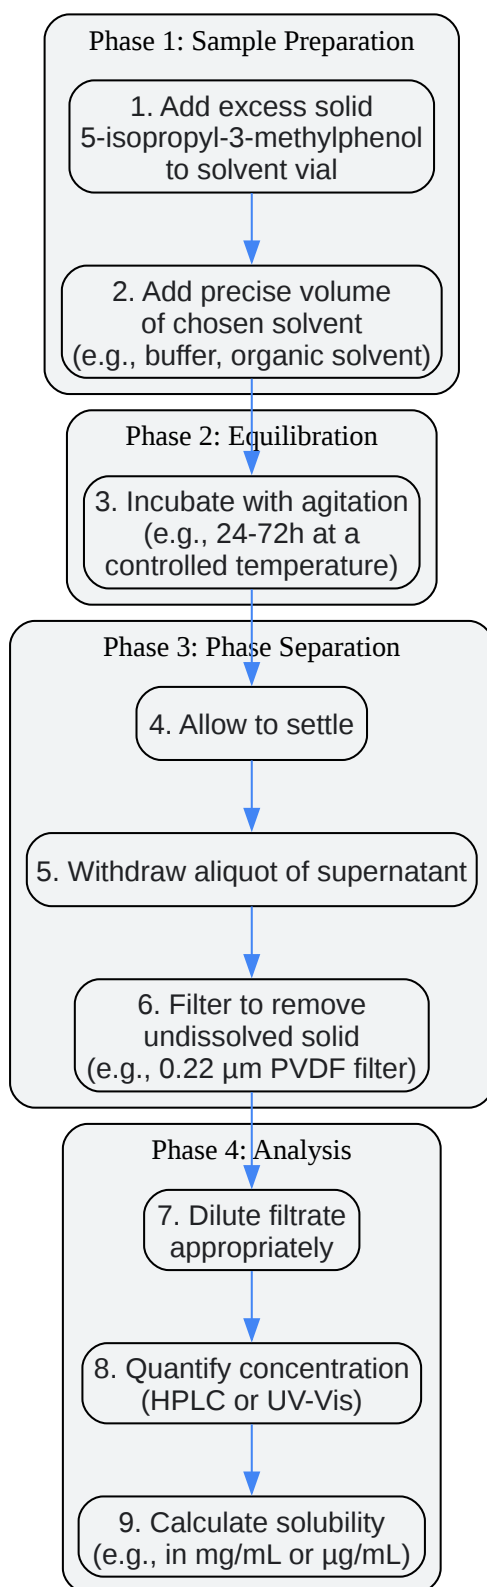 Phase 1: Sample Preparation
1. Add excess solid
5-isopropyl-3-methylphenol
to solvent vial
2. Add precise volume
of chosen solvent
(e.g., buffer, organic solvent)
Phase 2: Equilibration
3. Incubate with agitation
(e.g., 24-72h at a
controlled temperature)
Phase 3: Phase Separation
4. Allow to settle
5. Withdraw aliquot of supernatant
6. Filter to remove
undissolved solid
(e.g., 0.22 µm PVDF filter)
Phase 4: Analysis
7. Dilute filtrate
appropriately
8. Quantify concentration
(HPLC or UV-Vis)
9. Calculate solubility
(e.g., in mg/mL or µg/mL)